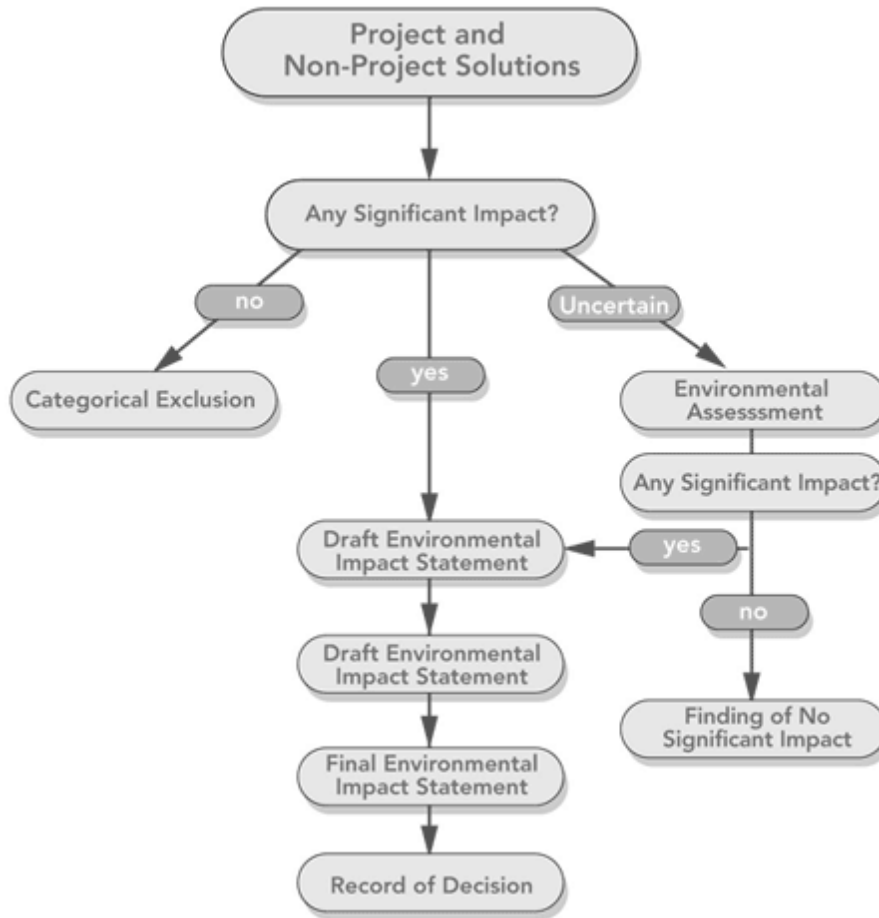 Project and
Non-Project Solutions
Any Significant Impact?
no
Uncertain
yes
Categorical Exclusion
Environmental
Assesssment
Any Significant Impact?
Draft Environmental
Impact Statement
yes
no
Draft Environmental
Impact Statement
Finding of No
Significant Impact
Final Environmental
Impact Statement
Record of Decision